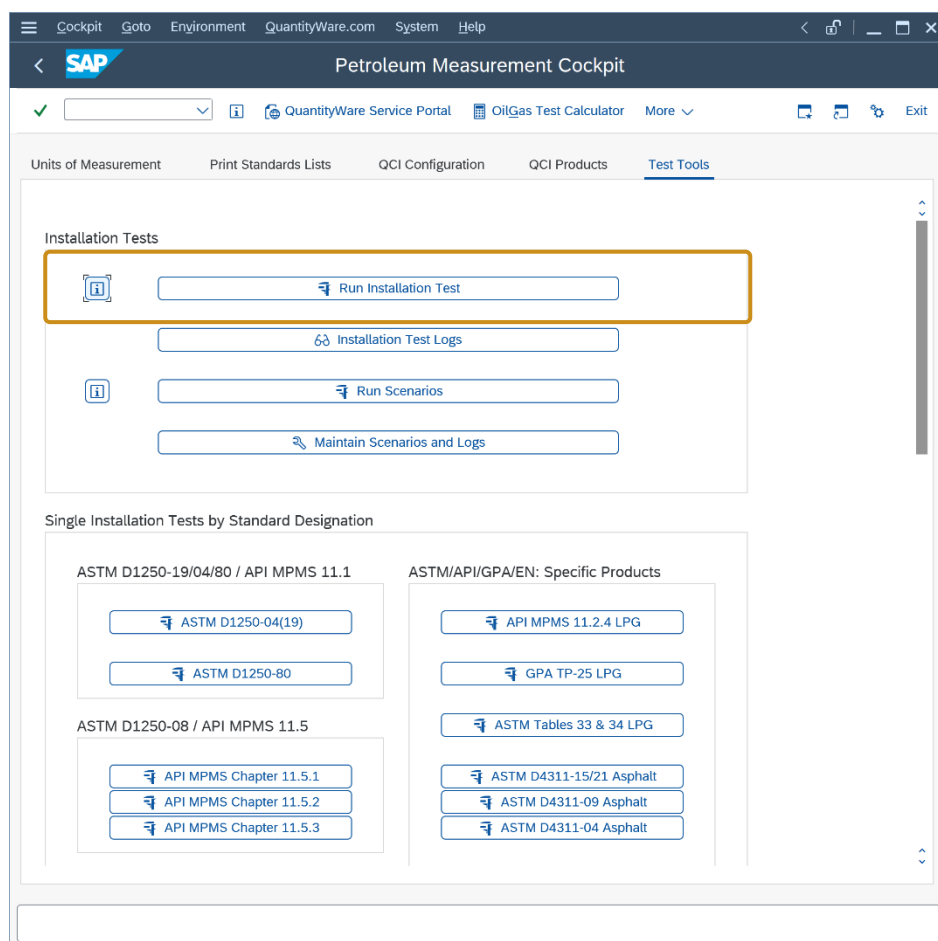 Cockpit Goto Environment QuantityWare.com System Help
SAP Petroleum Measurement Cockpit
QuantityWare Service Portal OilGas Test Calculator More Exit
Units of Measurement Print Standards Lists QCI Configuration QCI Products Test Tools
Installation Tests
Run Installation Test
Installation Test Logs
Run Scenarios
Maintain Scenarios and Logs
Single Installation Tests by Standard Designation
ASTM D1250-19/04/80 / API MPMS 11.1
ASTM D1250-04(19)
ASTM D1250-80
ASTM D1250-08 / API MPMS 11.5
API MPMS Chapter 11.5.1
API MPMS Chapter 11.5.2
API MPMS Chapter 11.5.3
ASTM/API/GPA/EN: Specific Products
API MPMS 11.2.4 LPG
GPA TP-25 LPG
ASTM Tables 33 & 34 LPG
ASTM D4311-15/21 Asphalt
ASTM D4311-09 Asphalt
ASTM D4311-04 Asphalt